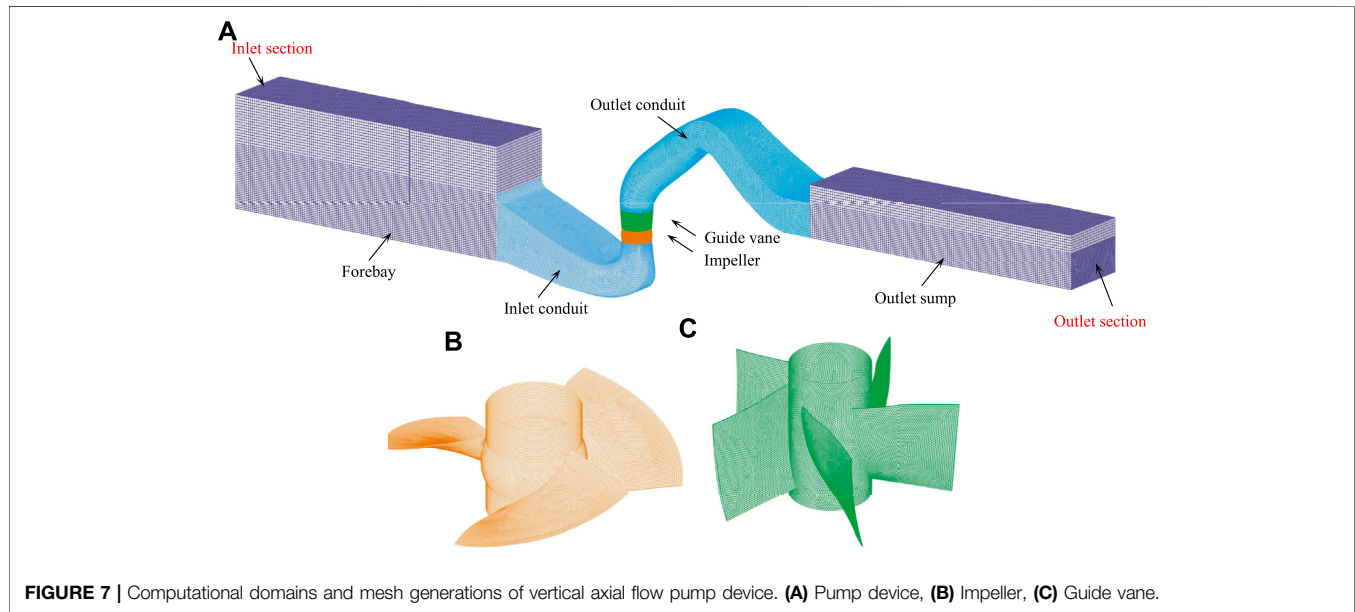 A
Inlet section
Outlet conduit
Guide vane
Impeller
Forebay
Inlet conduit
Outlet sump
Outlet section
B
C
FIGURE 7 | Computational domains and mesh generations of vertical axial flow pump device. (A) Pump device, (B) Impeller, (C) Guide vane.